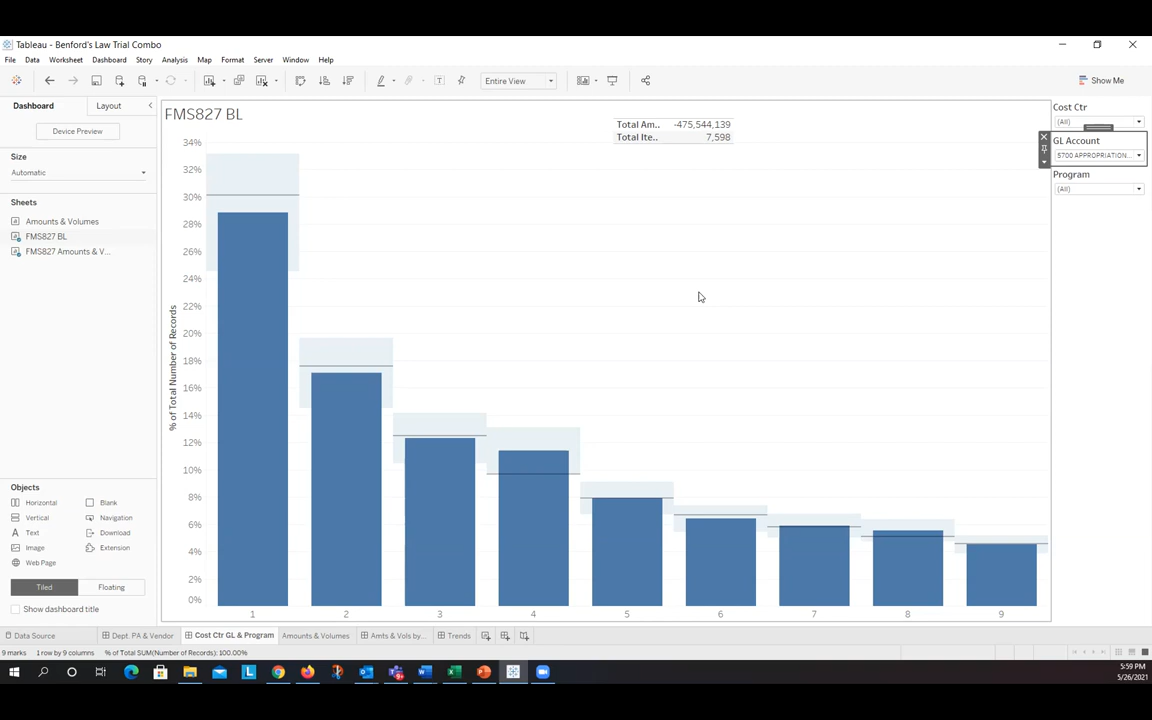 Tableau - Benford's Law Trial Combo
File Data Worksheet Dashboard Story Analysis Map Format Server Window Help
Entire View
Show Me
Dashboard Layout
Device Preview
Size
Automatic
Sheets
Amounts & Volumes
FMS827 BL
FMS827 Amounts & V...
Objects
Horizontal Blank
Vertical Navigation
Text Download
Image Extension
Web Page
Tiled Floating
Show dashboard title
FMS827 BL
Total Am.. -475,544,139
Total Ite.. 7,598
34%
32%
30%
28%
26%
24%
22%
20%
18%
16%
14%
12%
10%
8%
6%
4%
2%
0%
% of Total Number of Records
1 2 3 4 5 6 7 8 9
Cost Ctr
(All)
GL Account
5700 APPROPRIATION...
Program
(All)
Data Source Dept. PA & Vendor Cost Ctr GL & Program Amounts & Volumes Amts & Vols by... Trends
9 marks 1 row by 9 columns % of Total SUM(Number of Records): 100.00%
5:59 PM
5/26/2021